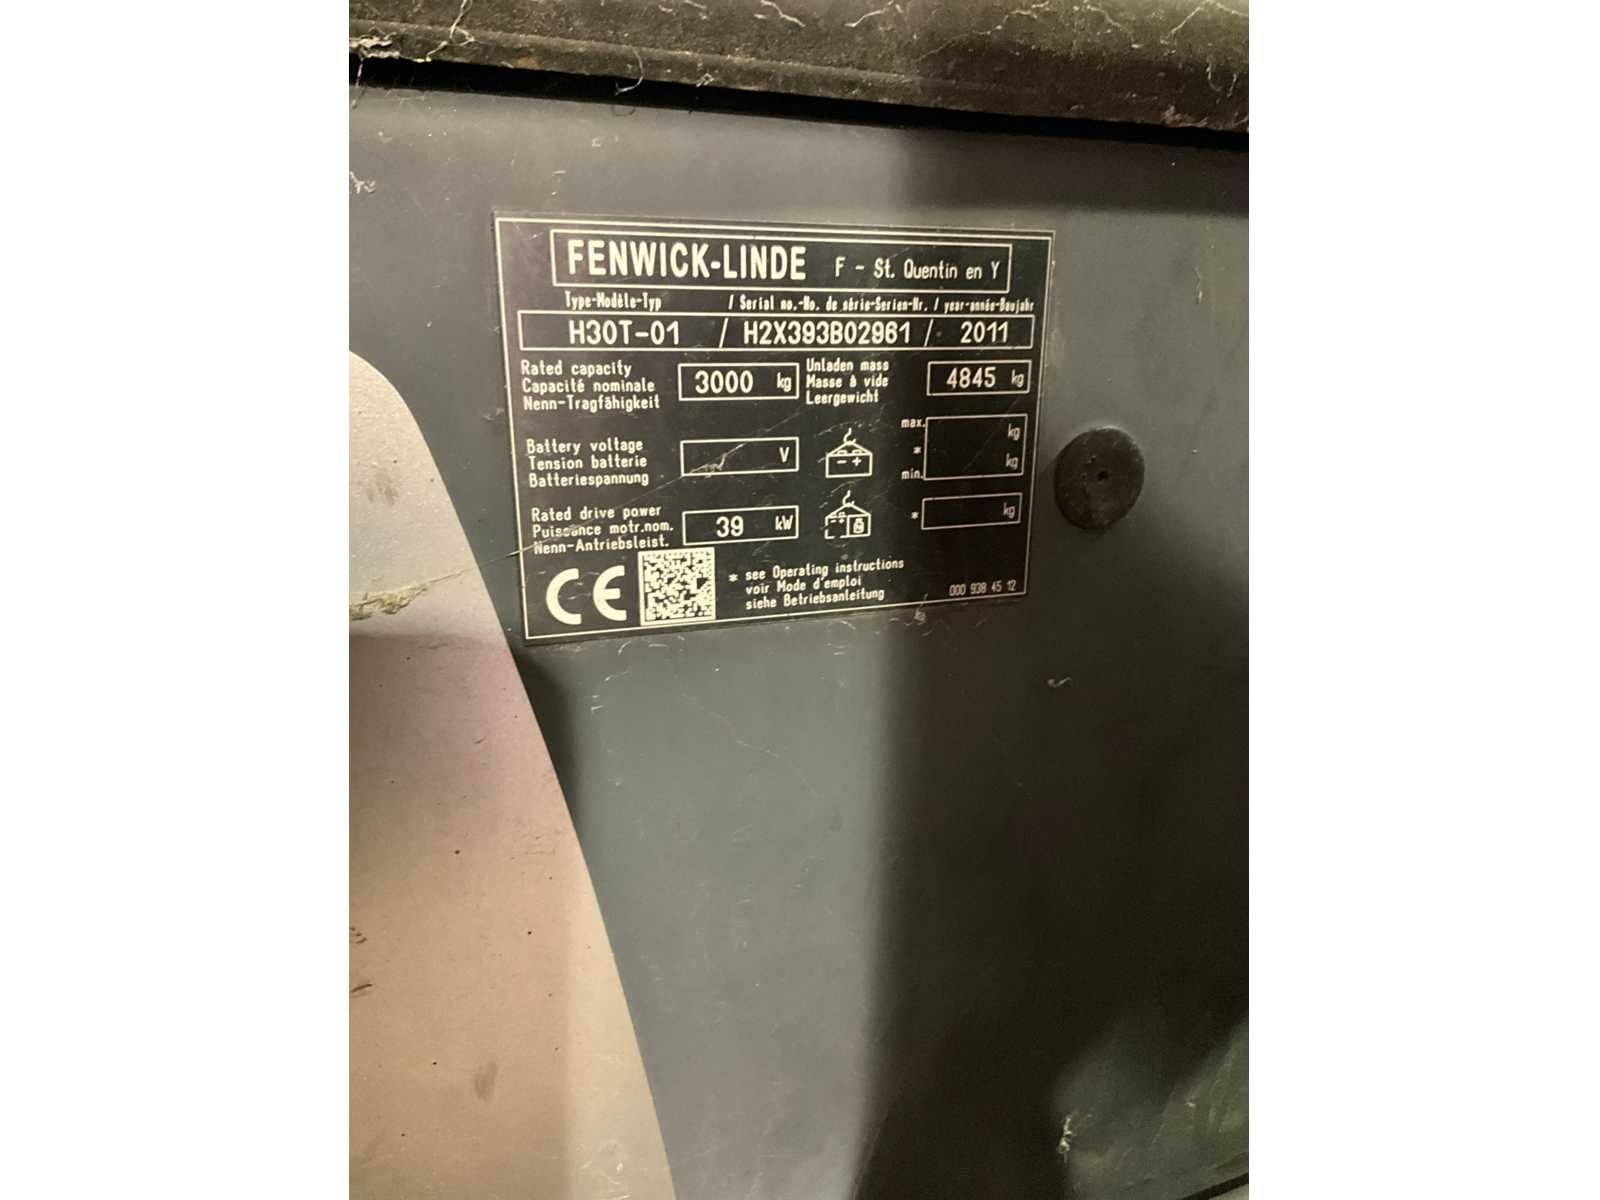 FENWICK-LINDE F - St. Quentin en Y
Type-Modèle-Typ / Serial no.-No. de série-Serien-Nr. / year-année-Baujahr
H30T-01 / H2X393B02961 / 2011
Rated capacity
Capacité nominale
Nenn-Tragfähigkeit
3000 kg
Unladen mass
Masse à vide
Leergewicht
4845 kg
Battery voltage
Tension batterie
Batteriespannung
V
- +
max. kg
*
min. kg
Rated drive power
Puissance motr.nom.
Nenn-Antriebsleist.
39 kW
* kg
CE
* see Operating instructions
voir Mode d'emploi
siehe Betriebsanleitung
000 938 45 12